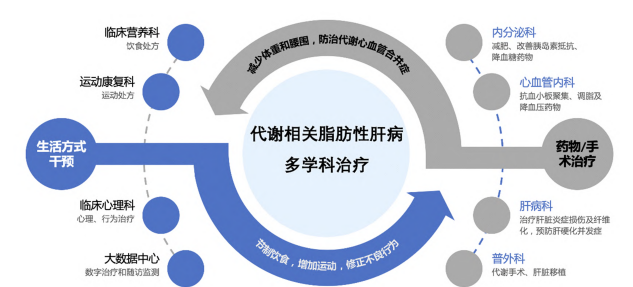 临床营养科
饮食处方
运动康复科
运动处方
生活方式
干预
临床心理科
心理、行为治疗
大数据中心
数字治疗和随访监测
减少体重和腰围，防治代谢心血管合并症
代谢相关脂肪性肝病
多学科治疗
节制饮食，增加运动，修正不良行为
内分泌科
减肥、改善胰岛素抵抗、
降血糖药物
心血管内科
抗血小板聚集、调脂及
降血压药物
药物/手
术治疗
肝病科
治疗肝脏炎症损伤及纤维
化，预防肝硬化并发症
普外科
代谢手术、肝脏移植